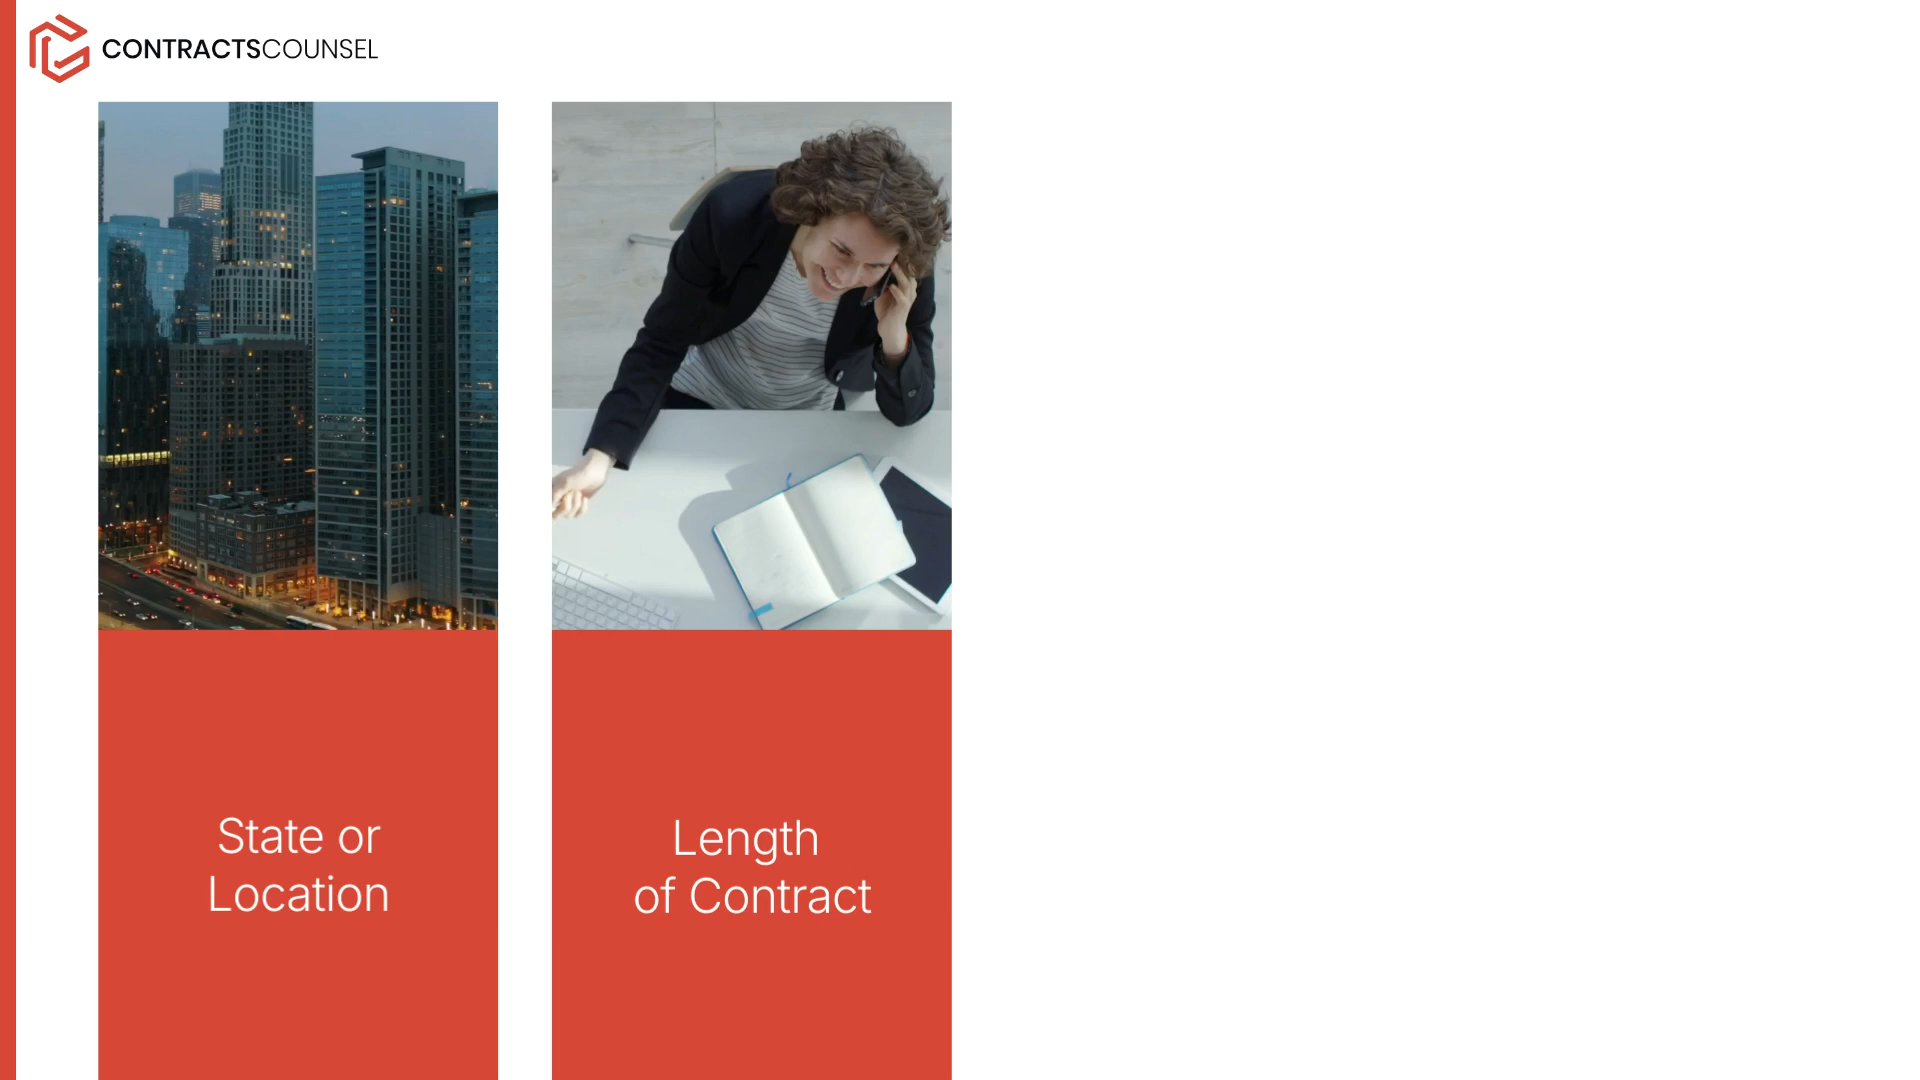 CONTRACTSCOUNSEL
State or
Location
Length
of Contract